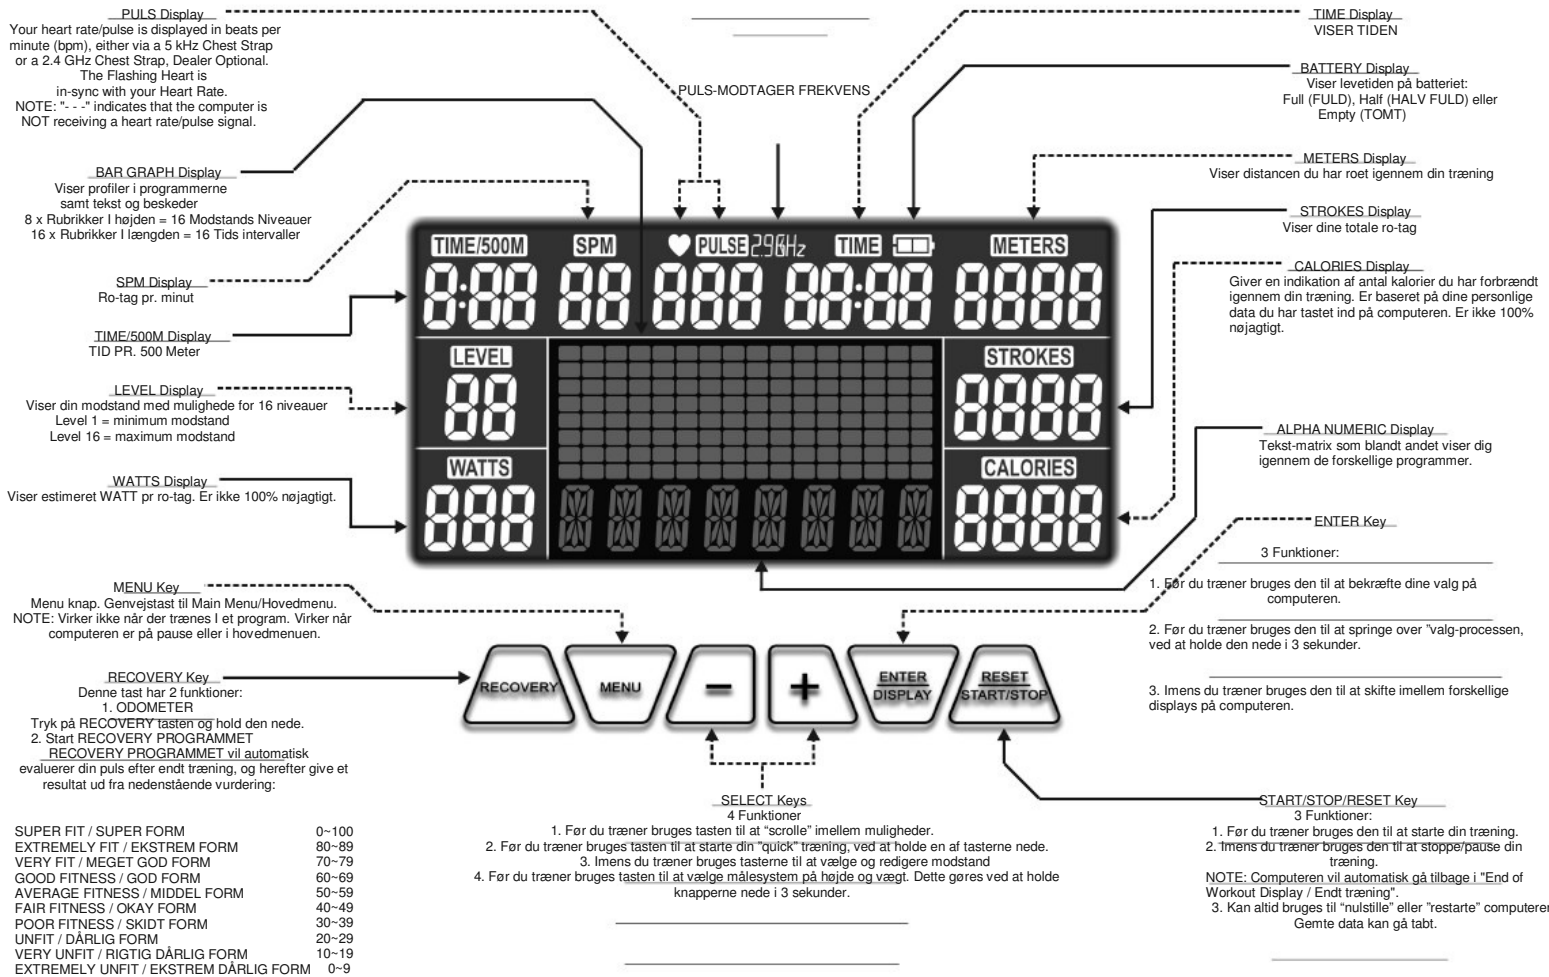 PULS Display
Your heart rate/pulse is displayed in beats per
minute (bpm), either via a 5 kHz Chest Strap
or a 2.4 GHz Chest Strap, Dealer Optional.
The Flashing Heart is
in-sync with your Heart Rate.
NOTE: "- - -" indicates that the computer is
NOT receiving a heart rate/pulse signal.
BAR GRAPH Display
Viser profiler i programmerne
samt tekst og beskeder
8 x Rubrikker I højden = 16 Modstands Niveauer
16 x Rubrikker I længden = 16 Tids intervaller
SPM Display
Ro-tag pr. minut
TIME/500M Display
TID PR. 500 Meter
LEVEL Display
Viser din modstand med mulighede for 16 niveauer
Level 1 = minimum modstand
Level 16 = maximum modstand
WATTS Display
Viser estimeret WATT pr ro-tag. Er ikke 100% nøjagtigt.
MENU Key
Menu knap. Genvejstast til Main Menu/Hovedmenu.
NOTE: Virker ikke når der trænes I et program. Virker når
computeren er på pause eller i hovedmenuen.
RECOVERY Key
Denne tast har 2 funktioner:
1. ODOMETER
Tryk på RECOVERY tasten og hold den nede.
2. Start RECOVERY PROGRAMMET
RECOVERY PROGRAMMET vil automatisk
evaluerer din puls efter endt træning, og herefter give et
resultat ud fra nedenstående vurdering:
SUPER FIT / SUPER FORM 0~100
EXTREMELY FIT / EKSTREM FORM 80~89
VERY FIT / MEGET GOD FORM 70~79
GOOD FITNESS / GOD FORM 60~69
AVERAGE FITNESS / MIDDEL FORM 50~59
FAIR FITNESS / OKAY FORM 40~49
POOR FITNESS / SKIDT FORM 30~39
UNFIT / DÅRLIG FORM 20~29
VERY UNFIT / RIGTIG DÅRLIG FORM 10~19
EXTREMELY UNFIT / EKSTREM DÅRLIG FORM 0~9
PULS-MODTAGER FREKVENS
TIME/500M SPM PULSE TIME METERS
8:88 88 888 88:88 8888
LEVEL STROKES
88 8888
WATTS CALORIES
888 8888
RECOVERY MENU - + ENTER DISPLAY RESET START/STOP
SELECT Keys
4 Funktioner
1. Før du træner bruges tasten til at “scrolle” imellem muligheder.
2. Før du træner bruges tasten til at starte din “quick” træning, ved at holde en af tasterne nede.
3. Imens du træner bruges tasterne til at vælge og redigere modstand
4. Før du træner bruges tasten til at vælge målesystem på højde og vægt. Dette gøres ved at holde
knapperne nede i 3 sekunder.
TIME Display
VISER TIDEN
BATTERY Display
Viser levetiden på batteriet:
Full (FULD), Half (HALV FULD) eller
Empty (TOMT)
METERS Display
Viser distancen du har roet igennem din træning
STROKES Display
Viser dine totale ro-tag
CALORIES Display
Giver en indikation af antal kalorier du har forbrændt
igennem din træning. Er baseret på dine personlige
data du har tastet ind på computeren. Er ikke 100%
nøjagtigt.
ALPHA NUMERIC Display
Tekst-matrix som blandt andet viser dig
igennem de forskellige programmer.
ENTER Key
3 Funktioner:
1. Før du træner bruges den til at bekræfte dine valg på
computeren.
2. Før du træner bruges den til at springe over ”valg-processen,
ved at holde den nede i 3 sekunder.
3. Imens du træner bruges den til at skifte imellem forskellige
displays på computeren.
START/STOP/RESET Key
3 Funktioner:
1. Før du træner bruges den til at starte din træning.
2. Imens du træner bruges den til at stoppe/pause din
træning.
NOTE: Computeren vil automatisk gå tilbage i "End of
Workout Display / Endt træning".
3. Kan altid bruges til “nulstille” eller ”restarte” computeren
Gemte data kan gå tabt.